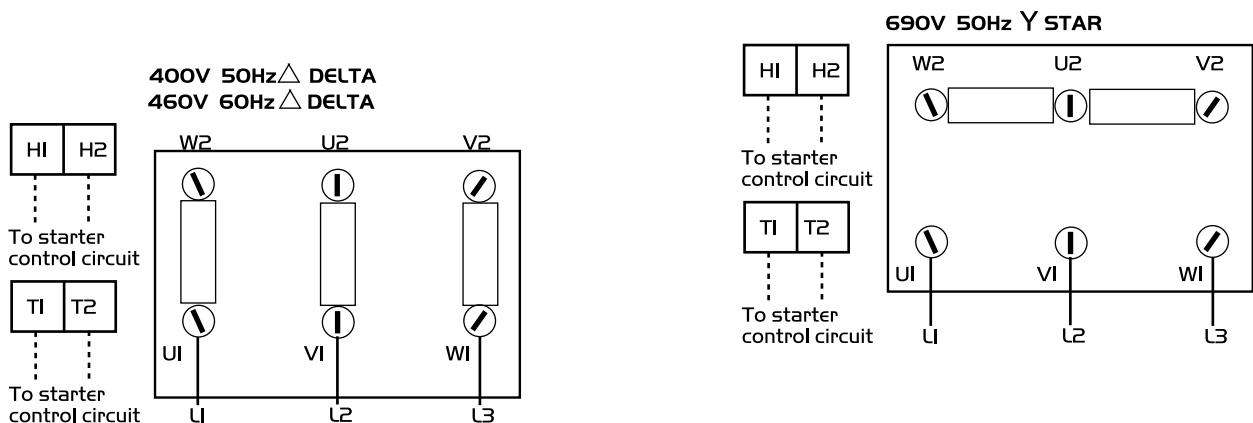 400V 50Hz △ DELTA
460V 60Hz △ DELTA
H1 H2
To starter
control circuit
T1 T2
To starter
control circuit
W2 U2 V2
U1 V1 W1
L1 L2 L3
690V 50Hz Y STAR
H1 H2
To starter
control circuit
T1 T2
To starter
control circuit
W2 U2 V2
U1 V1 W1
L1 L2 L3